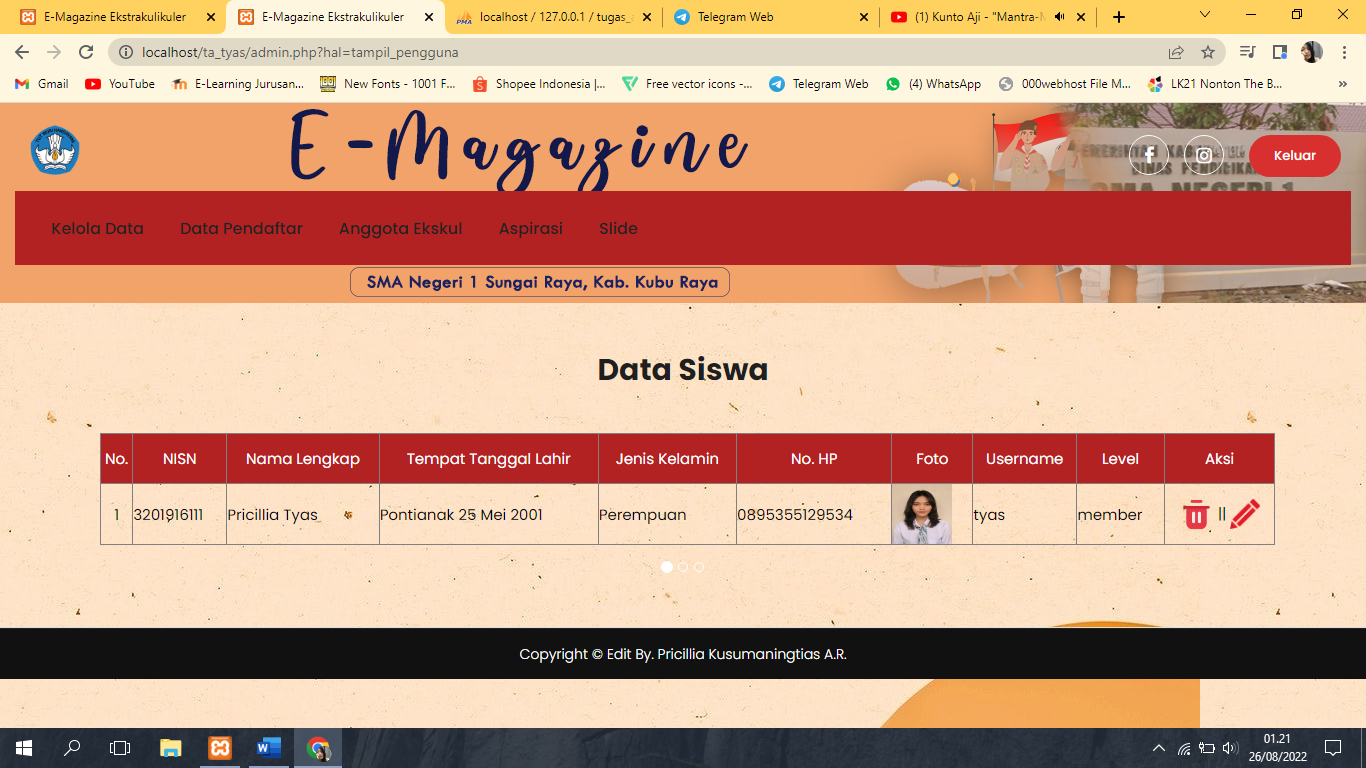 E-Magazine Ekstrakulikuler
E-Magazine Ekstrakulikuler
localhost / 127.0.0.1 / tugas_a
Telegram Web
(1) Kunto Aji - "Mantra-M
localhost/ta_tyas/admin.php?hal=tampil_pengguna
Gmail
YouTube
E-Learning Jurusan...
New Fonts - 1001 F...
Shopee Indonesia |...
Free vector icons -...
Telegram Web
(4) WhatsApp
000webhost File M...
LK21 Nonton The B...
E-Magazine
SMA NEGERI 1
Keluar
Kelola Data
Data Pendaftar
Anggota Ekskul
Aspirasi
Slide
SMA Negeri 1 Sungai Raya, Kab. Kubu Raya
Data Siswa
No. NISN Nama Lengkap Tempat Tanggal Lahir Jenis Kelamin No. HP Foto Username Level Aksi
1 3201916111 Pricillia Tyas_ Pontianak 25 Mei 2001 Perempuan 0895355129534 tyas member ||
Copyright © Edit By. Pricillia Kusumaningtias A.R.
01.21
26/08/2022